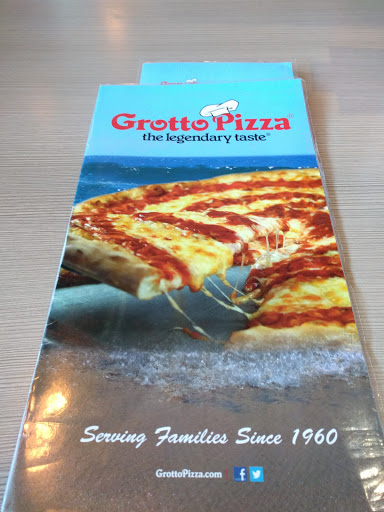 Grotto Pizza®
the legendary taste®
Serving Families Since 1960
GrottoPizza.com